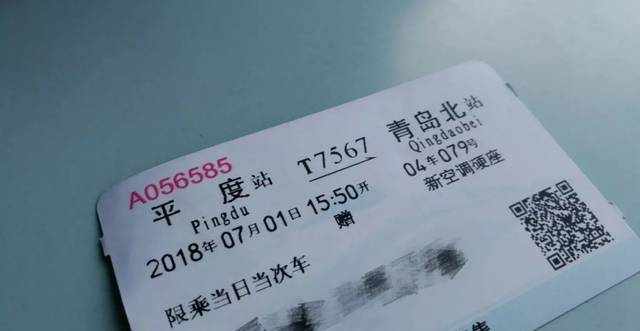 A056585
平度站 T7567 青岛北站
Pingdu Qingdaobei
2018年07月01日 15:50开 04车079号
赠 新空调硬座
限乘当日当次车